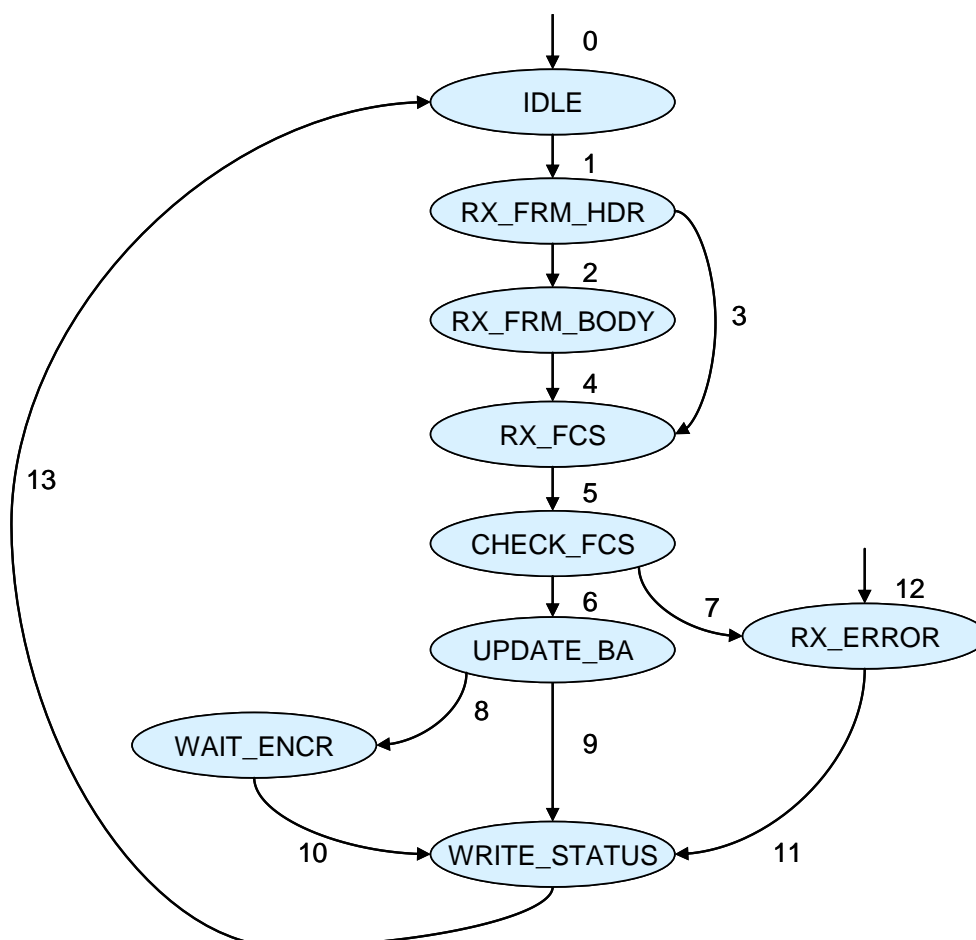 0
IDLE
1
RX_FRM_HDR
2
RX_FRM_BODY
3
4
RX_FCS
13
5
CHECK_FCS
6
7
12
UPDATE_BA
RX_ERROR
8
WAIT_ENCR
9
10
WRITE_STATUS
11